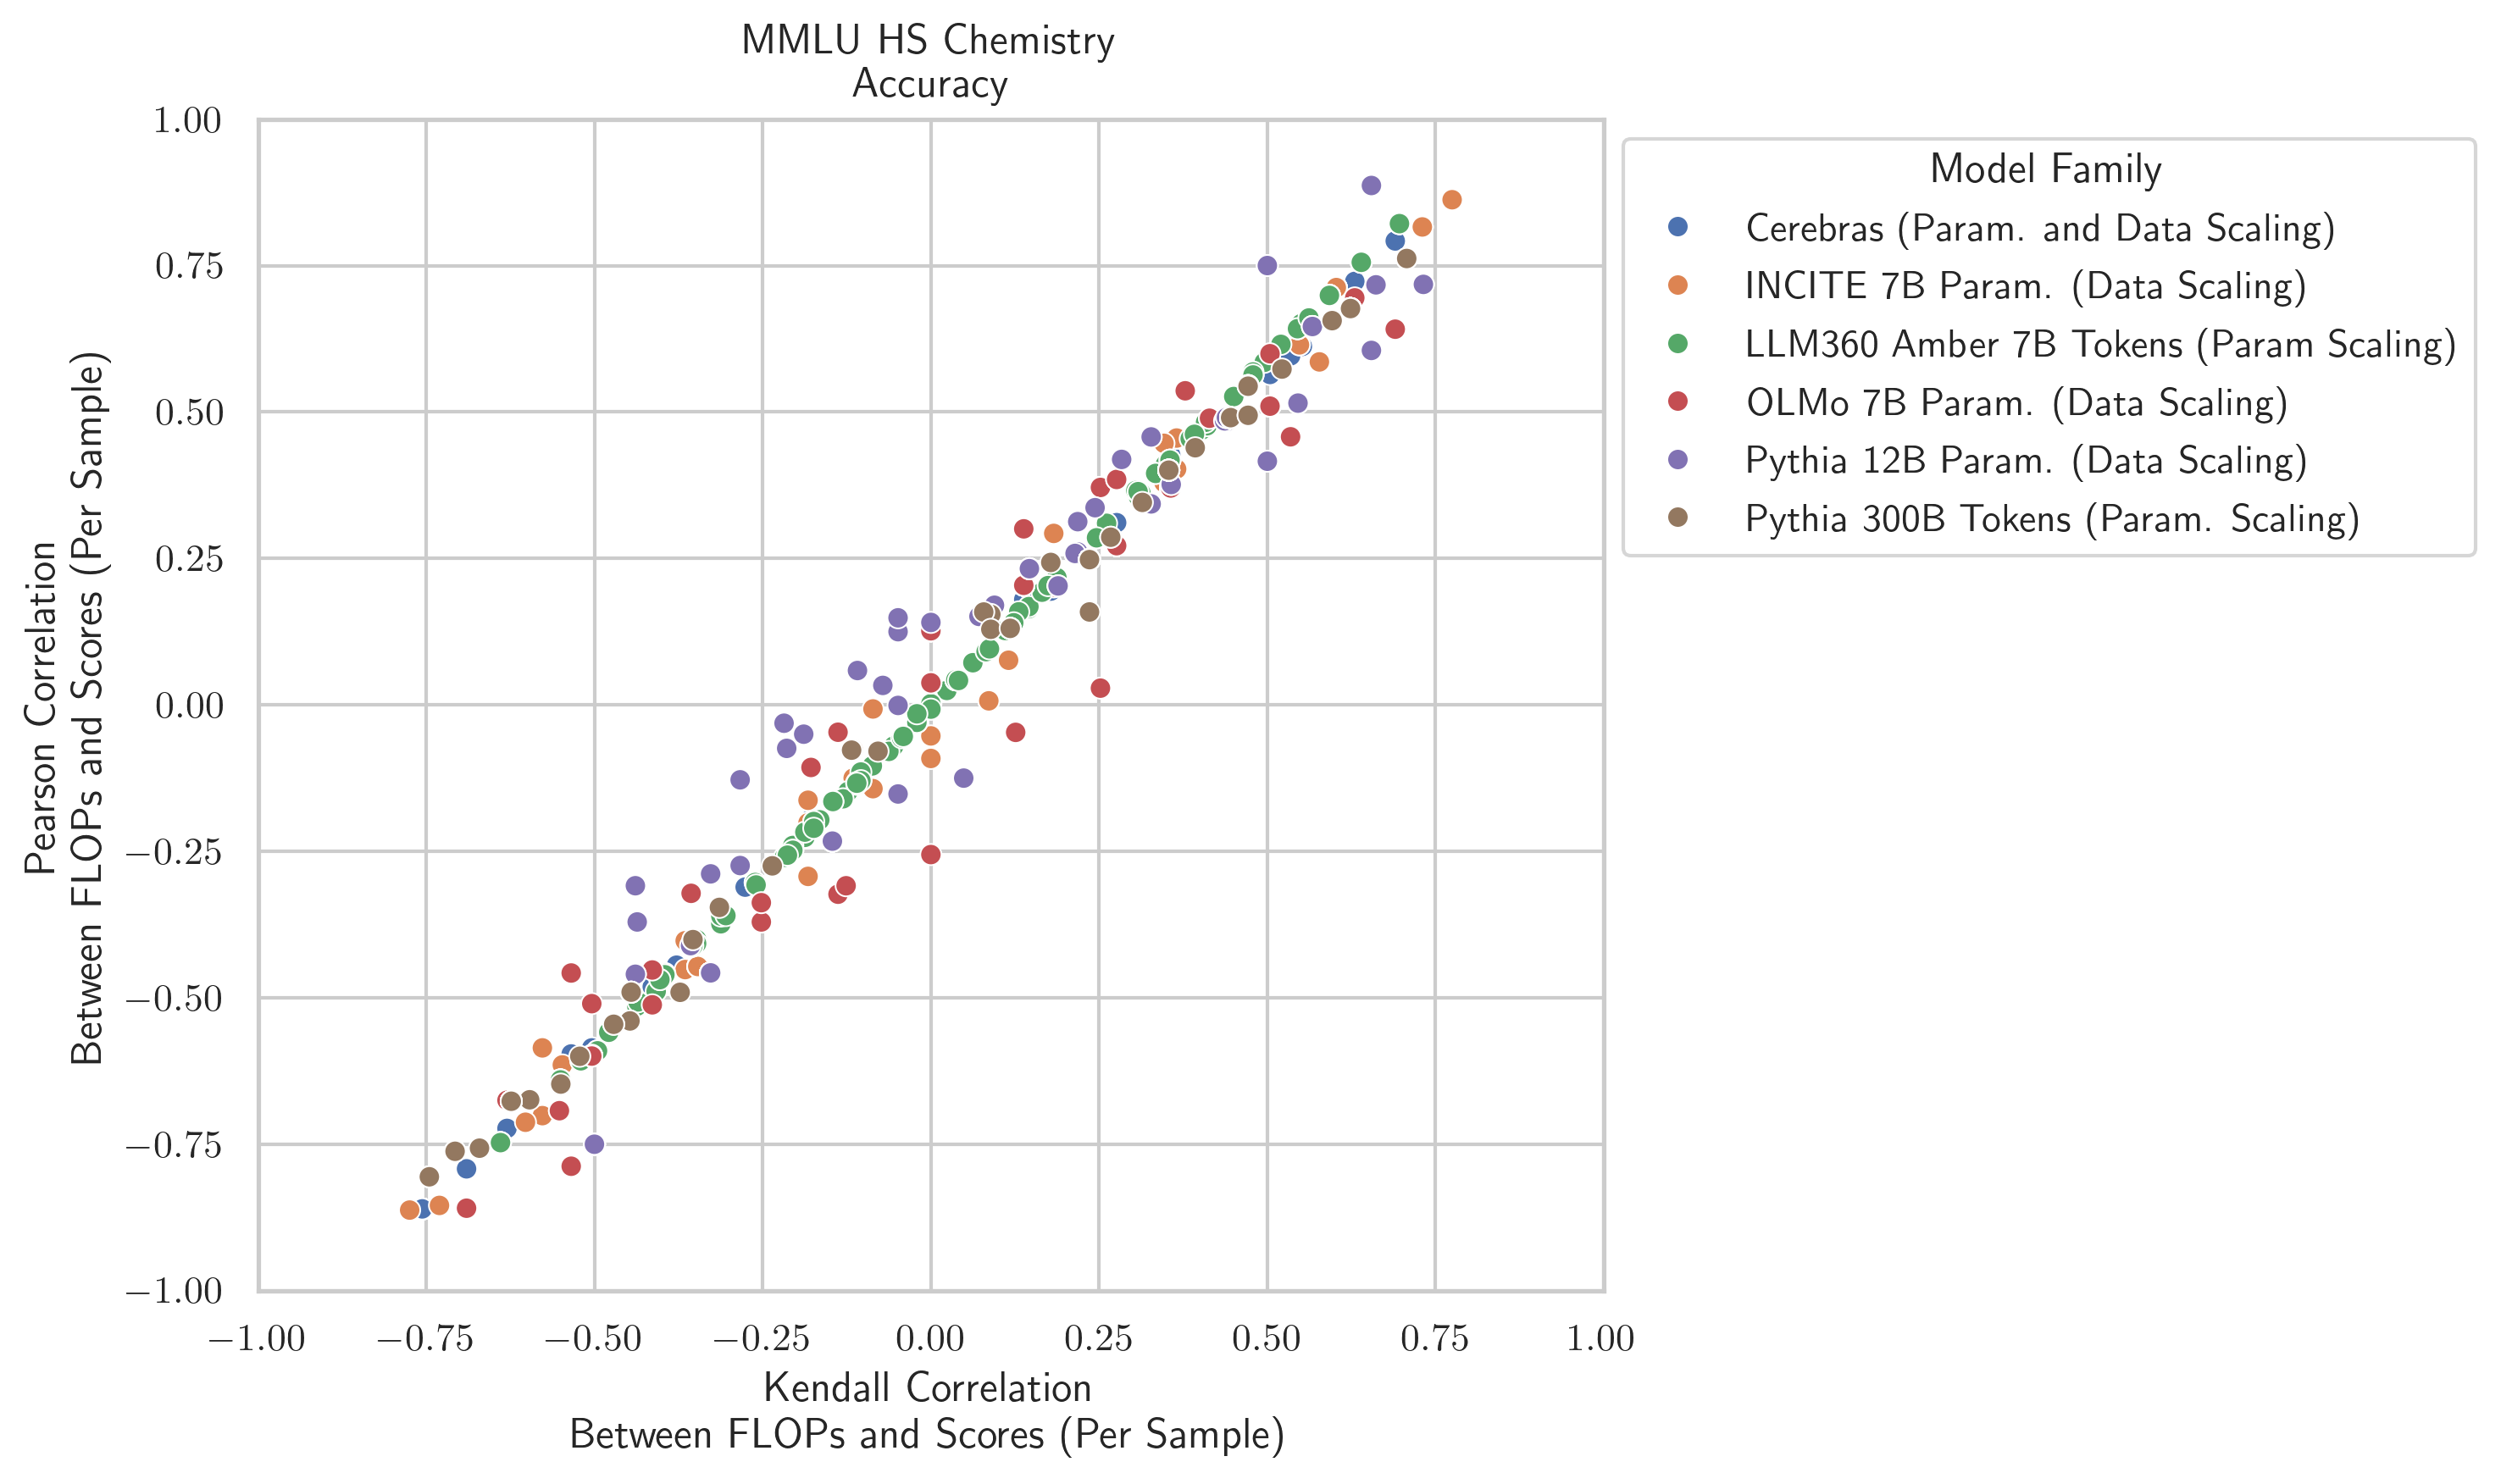 MMLU HS Chemistry
Accuracy
Pearson Correlation
Between FLOPs and Scores (Per Sample)
1.00
0.75
0.50
0.25
0.00
−0.25
−0.50
−0.75
−1.00
−1.00 −0.75 −0.50 −0.25 0.00 0.25 0.50 0.75 1.00
Kendall Correlation
Between FLOPs and Scores (Per Sample)
Model Family
Cerebras (Param. and Data Scaling)
INCITE 7B Param. (Data Scaling)
LLM360 Amber 7B Tokens (Param Scaling)
OLMo 7B Param. (Data Scaling)
Pythia 12B Param. (Data Scaling)
Pythia 300B Tokens (Param. Scaling)